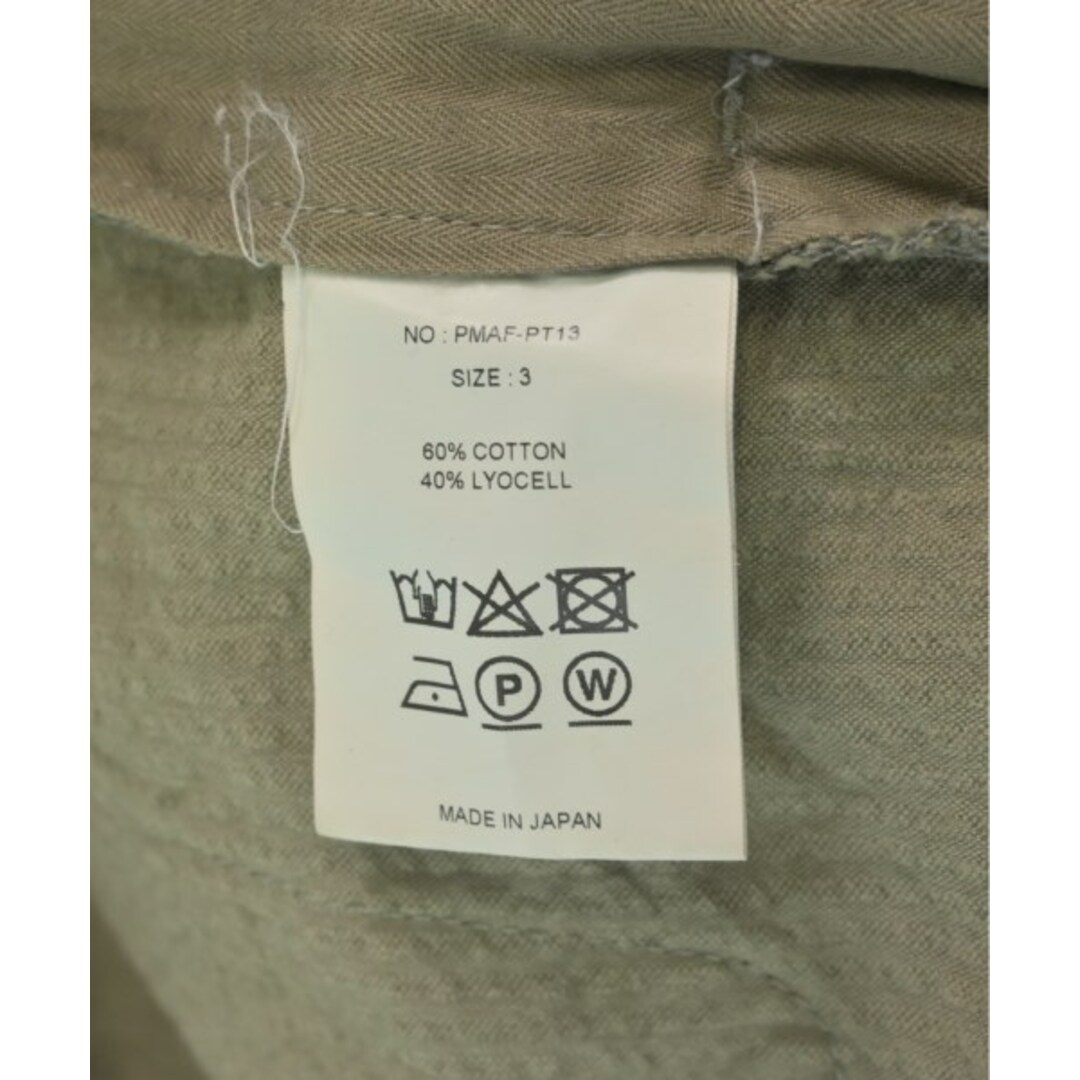 NO : PMAF-PT13
SIZE : 3
60% COTTON
40% LYOCELL
P W
MADE IN JAPAN